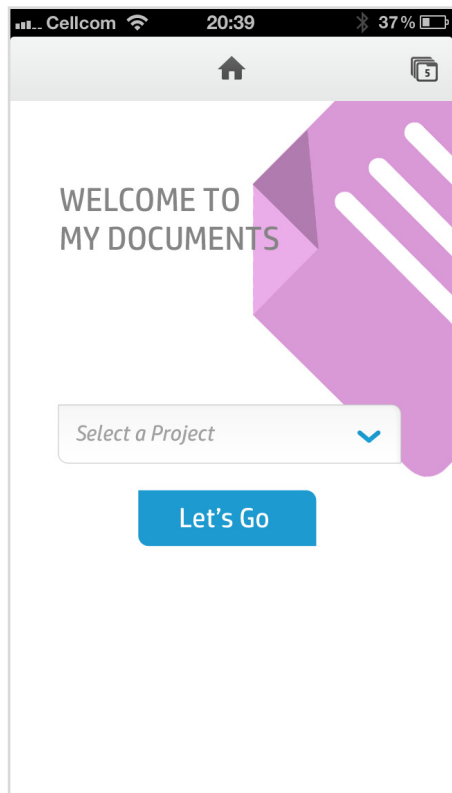 Cellcom 20:39 37%
5
WELCOME TO
MY DOCUMENTS
Select a Project
Let's Go